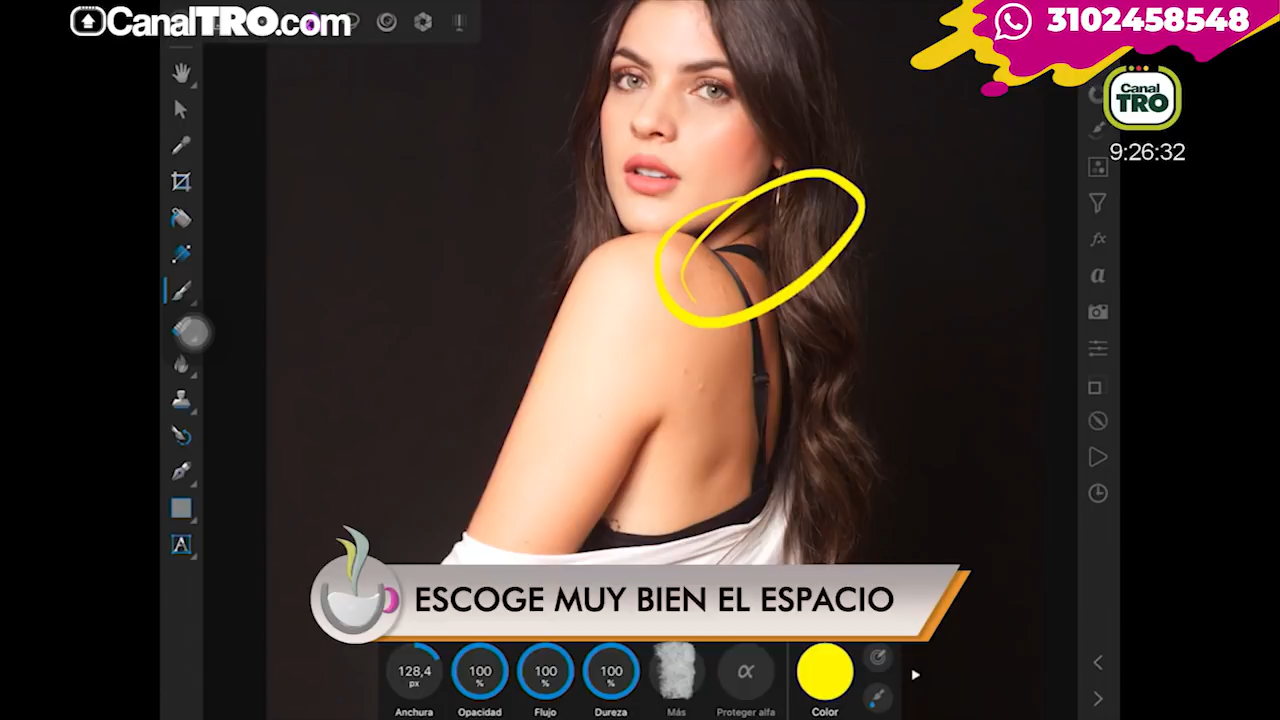 CanalTRO.com
3102458548
Canal
TRO
9:26:32
fx
a
A
ESCOGE MUY BIEN EL ESPACIO
128,4
px
100
%
100
%
100
%
α
Anchura
Opacidad
Flujo
Dureza
Más
Proteger alfa
Color